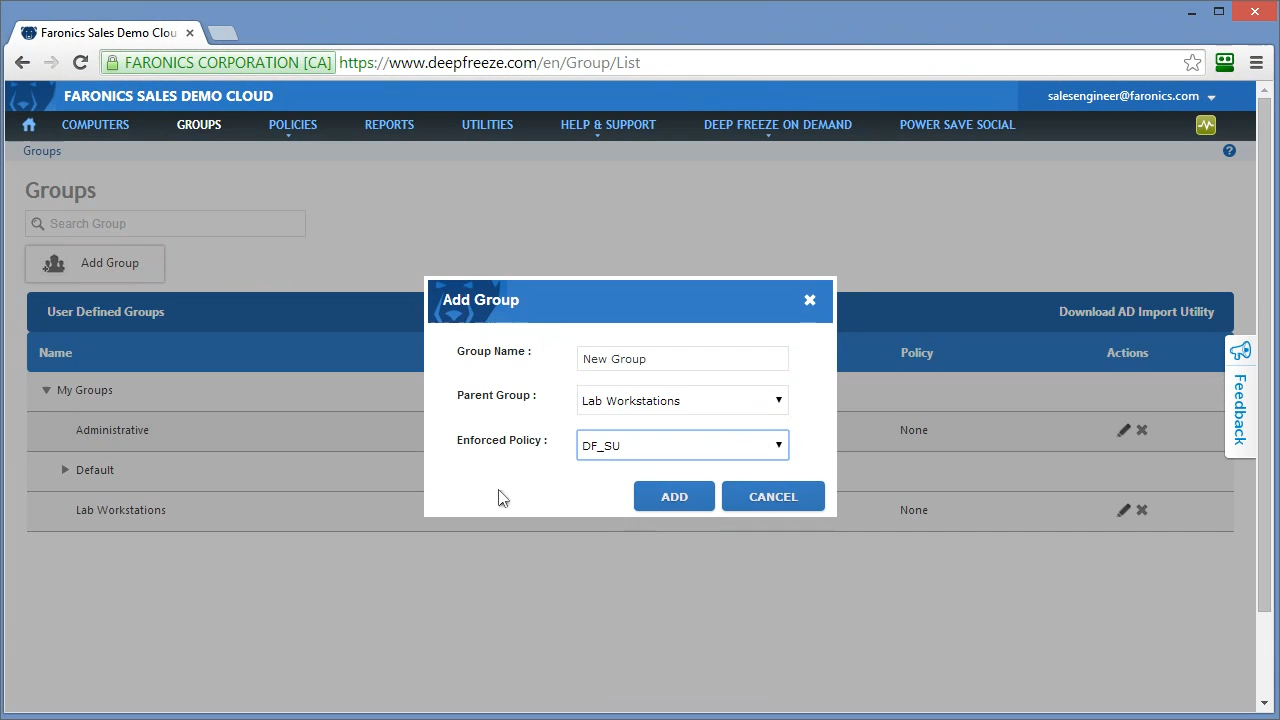 Faronics Sales Demo Clou
FARONICS CORPORATION [CA] https://www.deepfreeze.com/en/Group/List
FARONICS SALES DEMO CLOUD salesengineer@faronics.com
COMPUTERS GROUPS POLICIES REPORTS UTILITIES HELP & SUPPORT DEEP FREEZE ON DEMAND POWER SAVE SOCIAL
Groups ?
Groups
Search Group
Add Group
User Defined Groups Download AD Import Utility
Name Policy Actions
My Groups
Administrative None
Default
Lab Workstations None
Add Group
Group Name : New Group
Parent Group : Lab Workstations
Enforced Policy : DF_SU
ADD CANCEL
Feedback